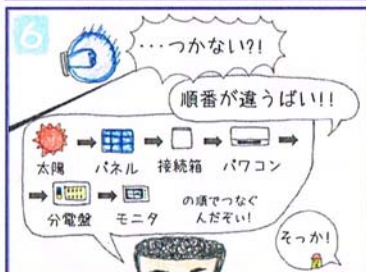 6
・・・つかない?!
順番が違うばい!!
太陽 パネル 接続箱 パワコン
分電盤 モニタ の順でつなぐ
んだぞい!
そっか!